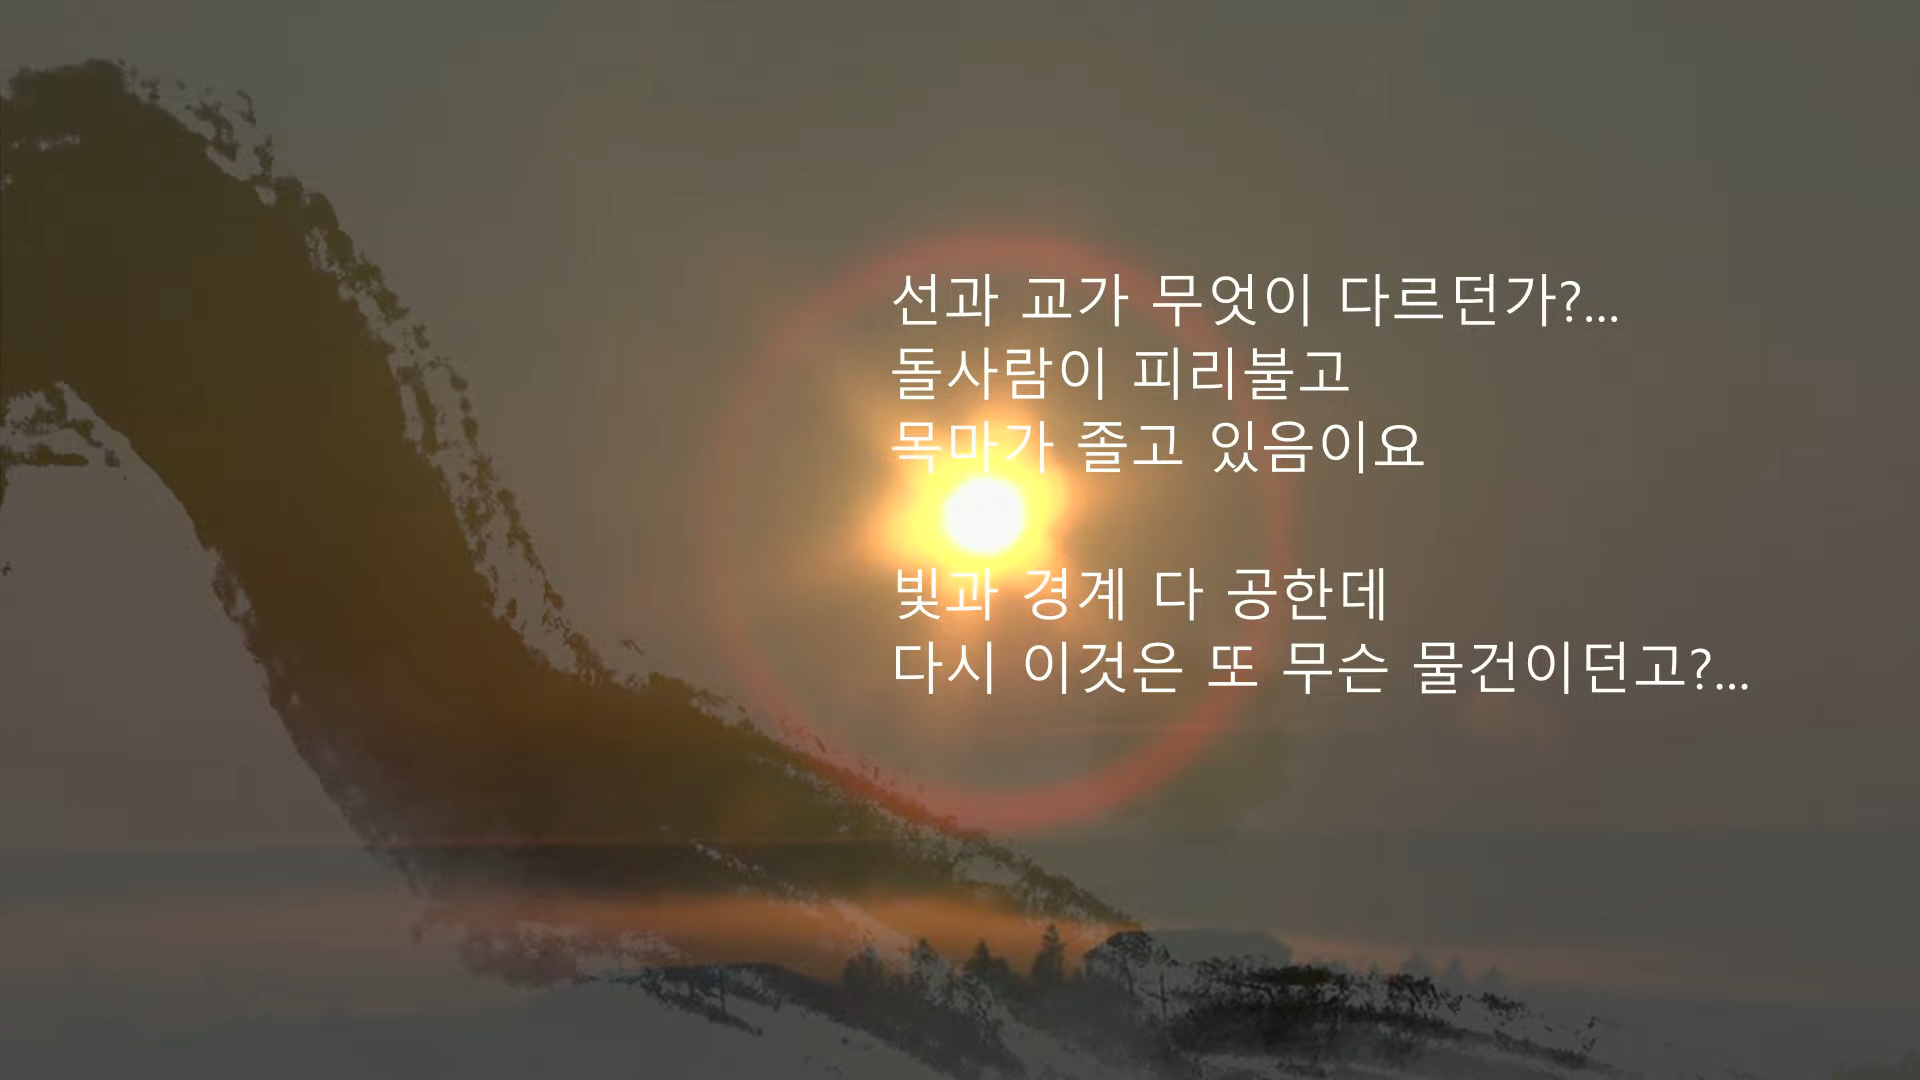 선과 교가 무엇이 다르던가?...
돌사람이 피리불고
목마가 졸고 있음이요
빛과 경계 다 공한데
다시 이것은 또 무슨 물건이던고?...